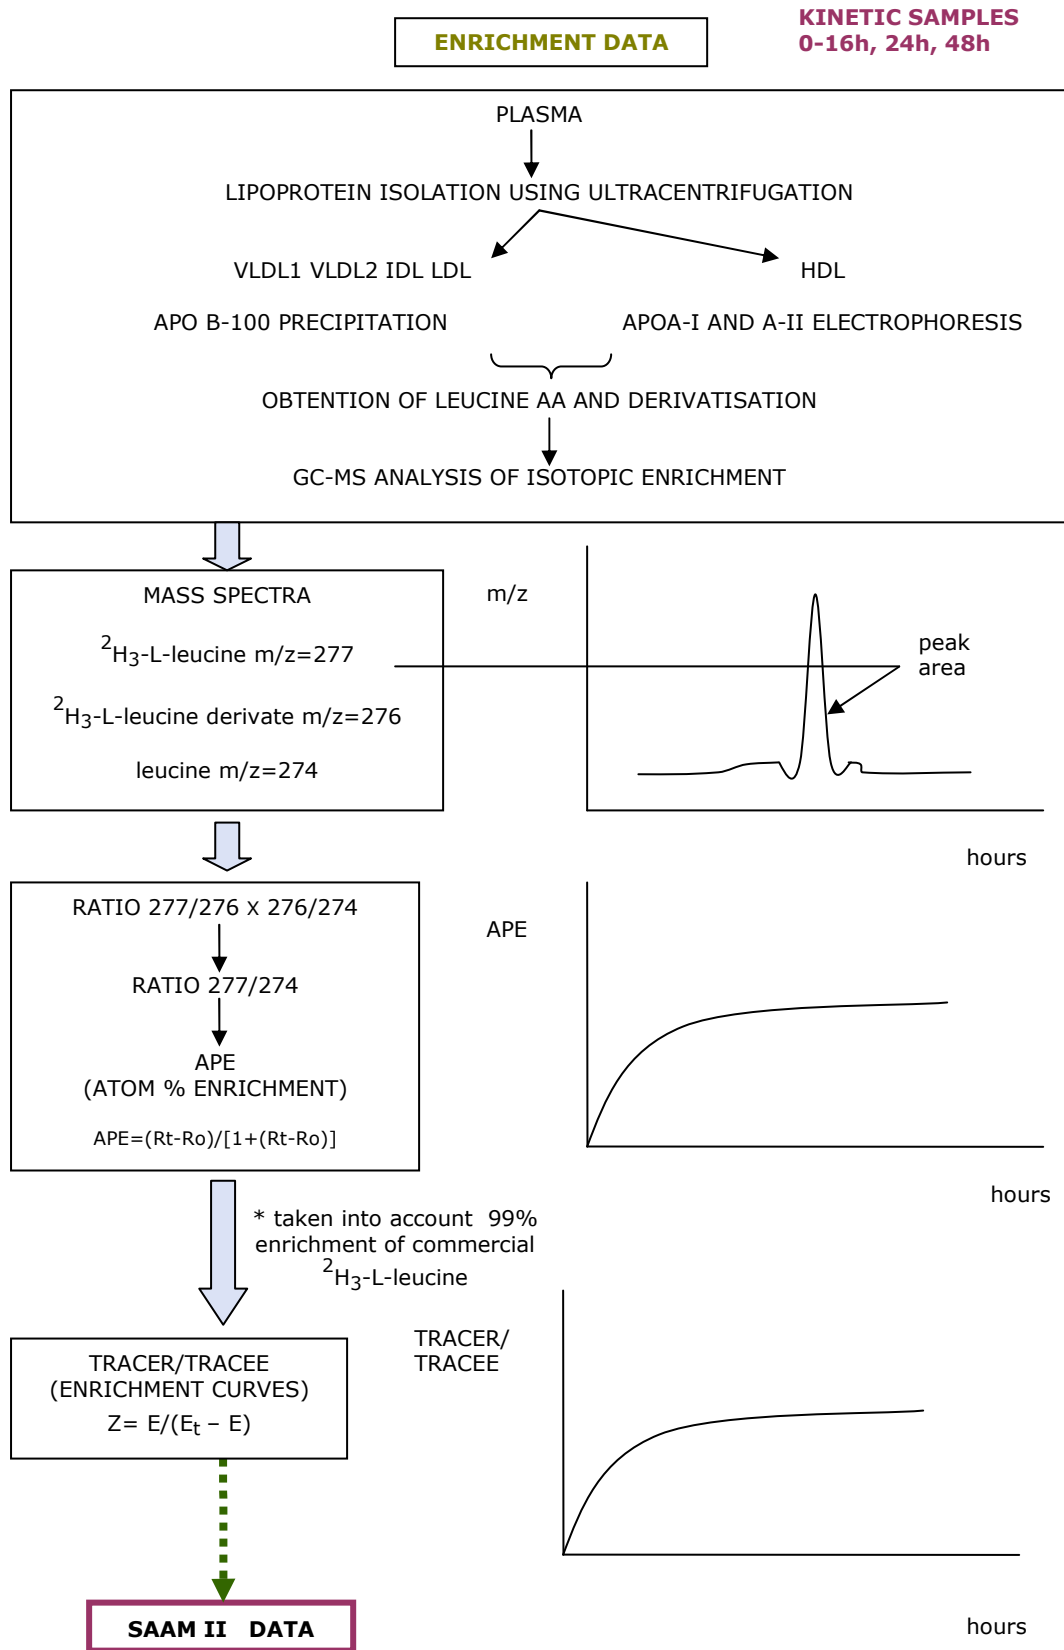 ENRICHMENT DATA
KINETIC SAMPLES
0-16h, 24h, 48h
PLASMA
LIPOPROTEIN ISOLATION USING ULTRACENTRIFUGATION
VLDL1 VLDL2 IDL LDL
HDL
APO B-100 PRECIPITATION
APOA-I AND A-II ELECTROPHORESIS
OBTENTION OF LEUCINE AA AND DERIVATISATION
GC-MS ANALYSIS OF ISOTOPIC ENRICHMENT
MASS SPECTRA
²H₃-L-leucine m/z=277
²H₃-L-leucine derivate m/z=276
leucine m/z=274
m/z
peak
area
hours
RATIO 277/276 X 276/274
RATIO 277/274
APE
(ATOM % ENRICHMENT)
APE=(Rt-Ro)/[1+(Rt-Ro)]
APE
hours
* taken into account 99%
enrichment of commercial
²H₃-L-leucine
TRACER/TRACEE
(ENRICHMENT CURVES)
Z= E/(Eₜ – E)
TRACER/
TRACEE
hours
SAAM II DATA